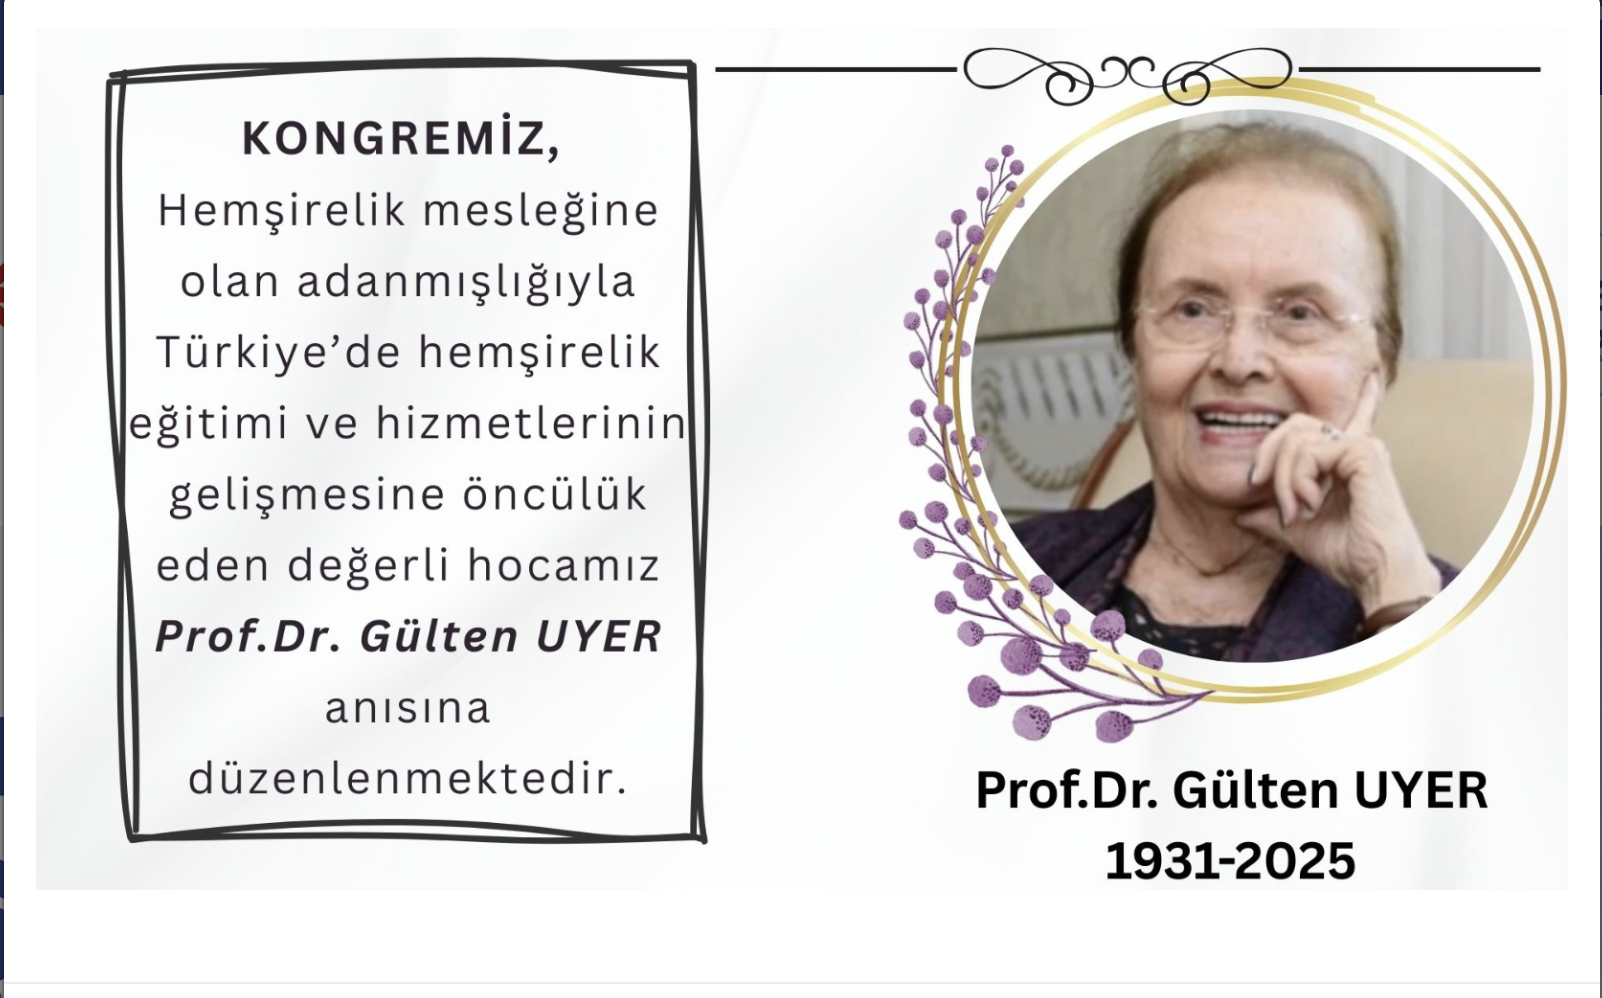 KONGREMİZ,
Hemşirelik mesleğine
olan adanmışlığıyla
Türkiye’de hemşirelik
eğitimi ve hizmetlerinin
gelişmesine öncülük
eden değerli hocamız
Prof.Dr. Gülten UYER
anısına
düzenlenmektedir.
Prof.Dr. Gülten UYER
1931-2025